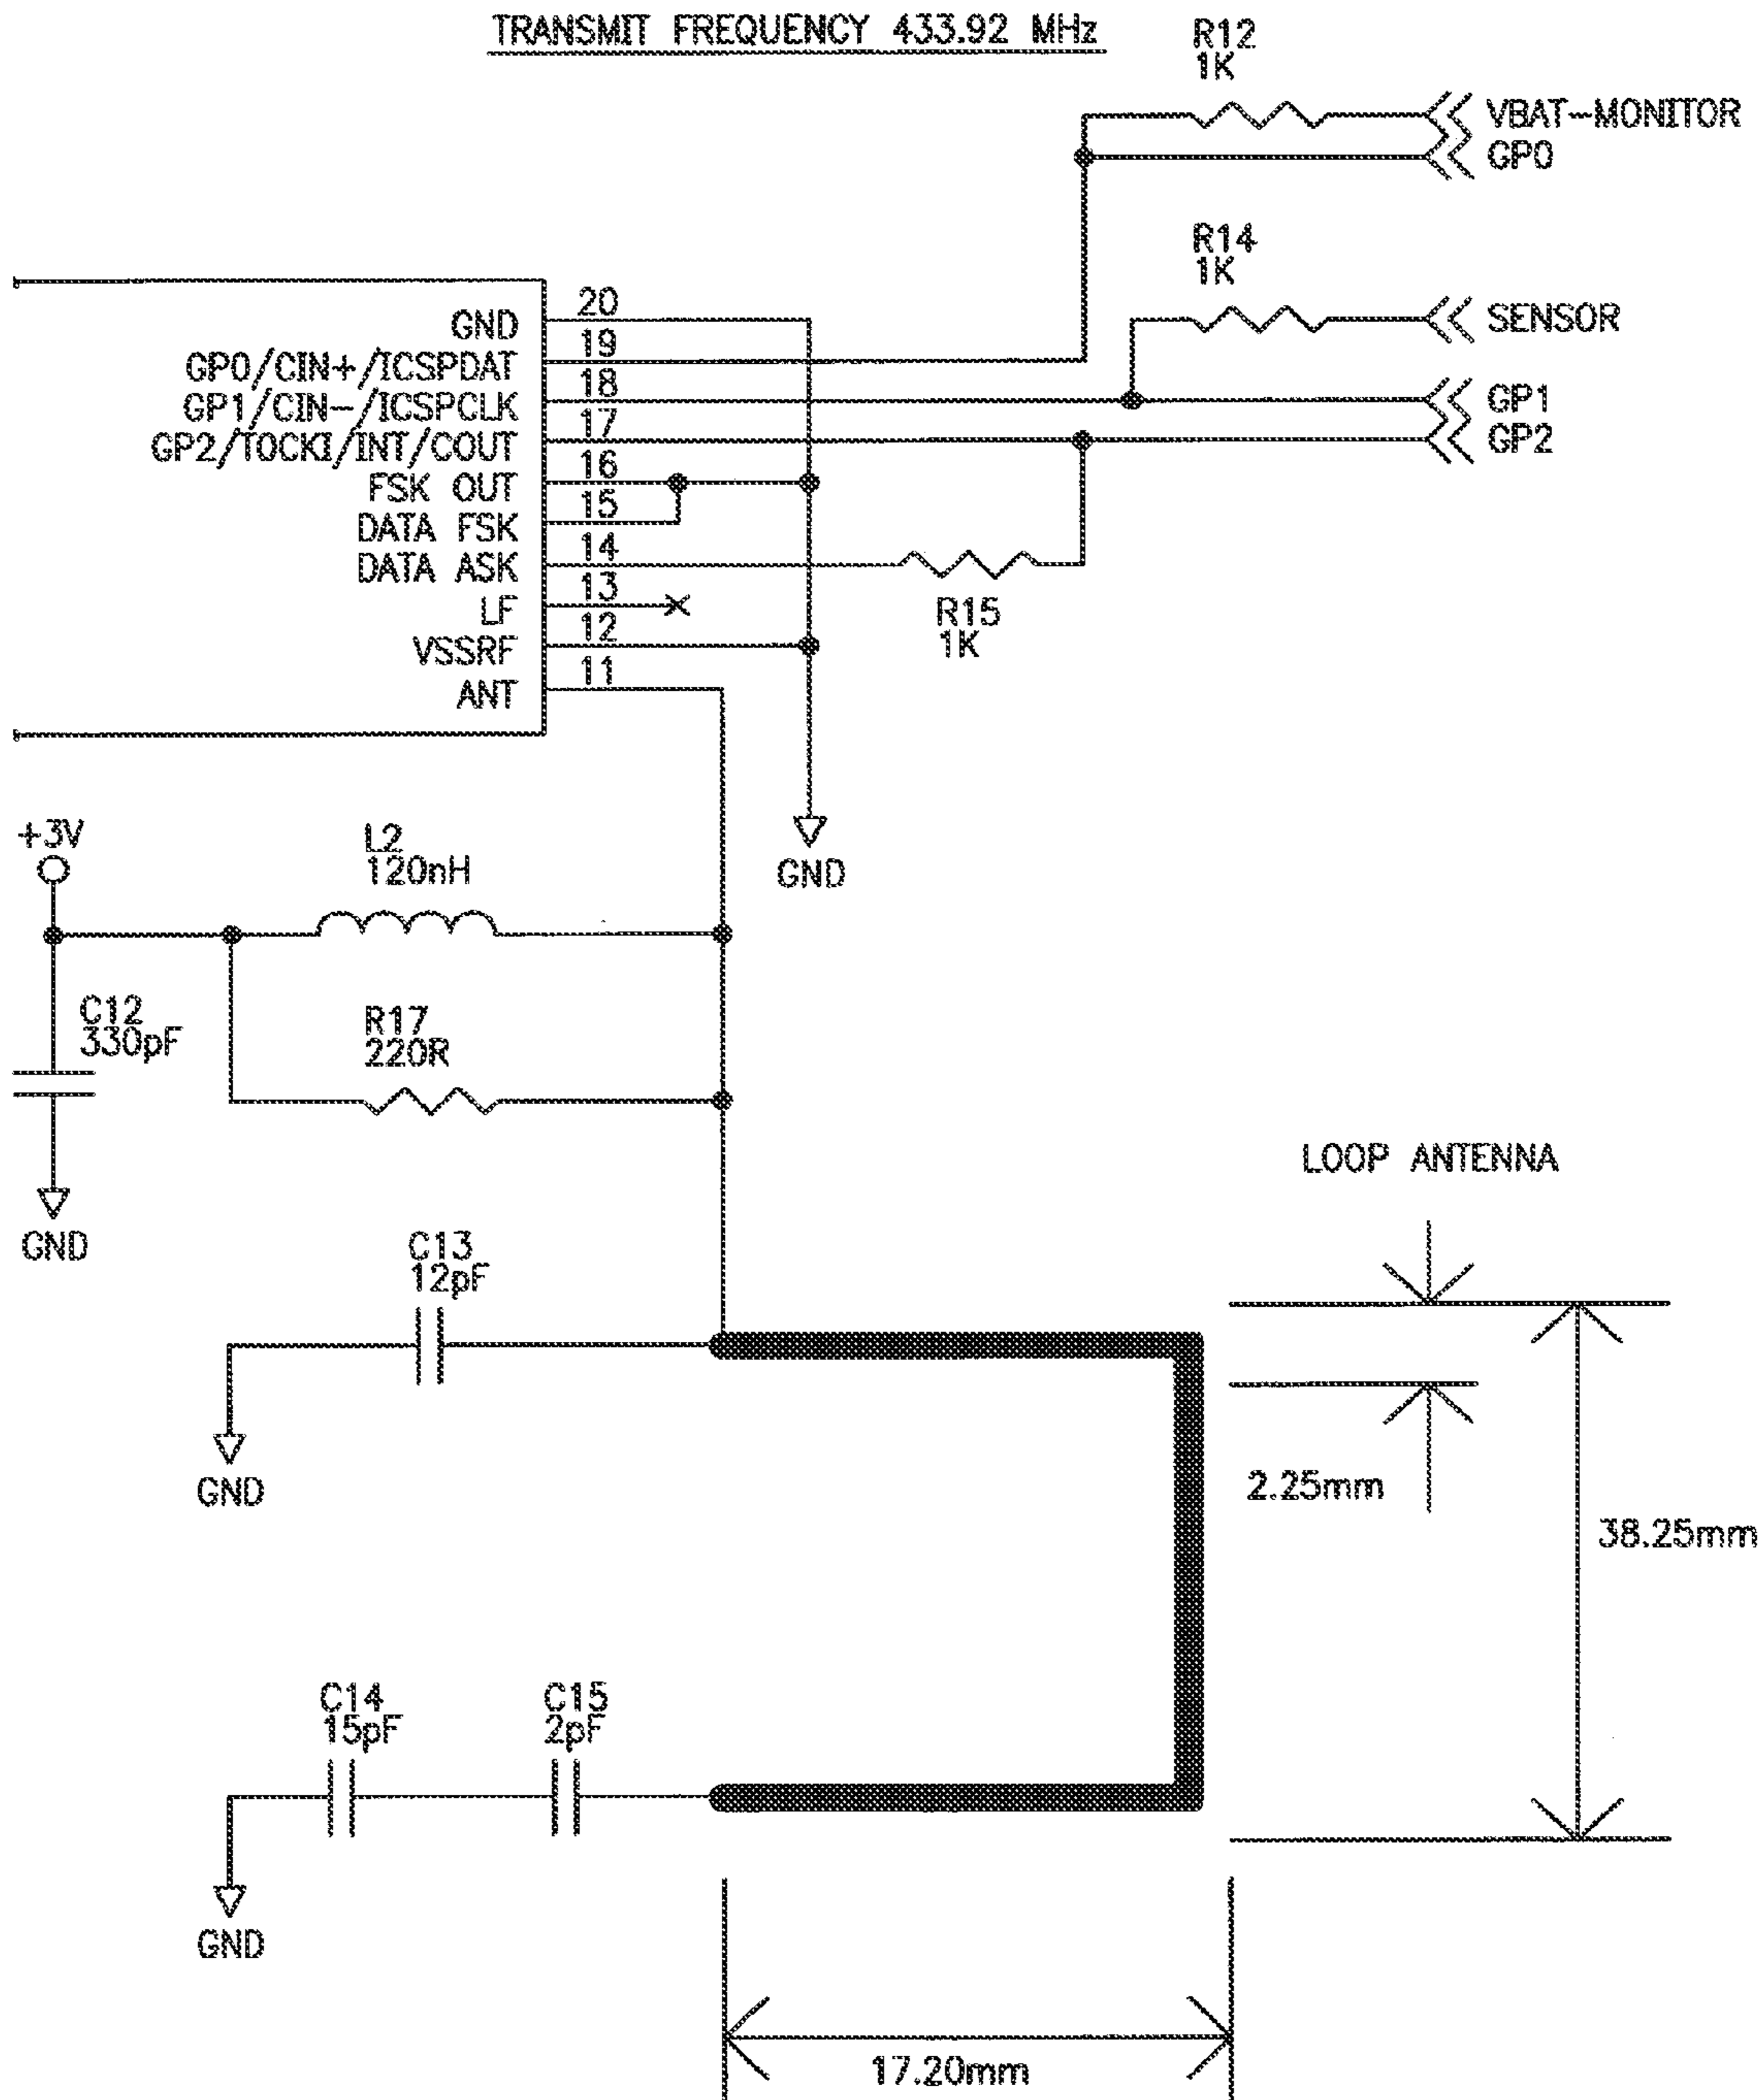 TRANSMIT FREQUENCY 433.92 MHz
R12
1K
VBAT-MONITOR
GP0
R14
1K
SENSOR
GP1
GP2
GND
20
GP0/CIN+/ICSPDAT
19
GP1/CIN-/ICSPCLK
18
GP2/TOCKI/INT/COUT
17
FSK OUT
16
DATA FSK
15
DATA ASK
14
LF
13
VSSRF
12
ANT
11
R15
1K
GND
+3V
L2
120nH
C12
330pF
R17
220R
GND
LOOP ANTENNA
C13
12pF
GND
2.25mm
38.25mm
C14
15pF
C15
2pF
GND
17.20mm